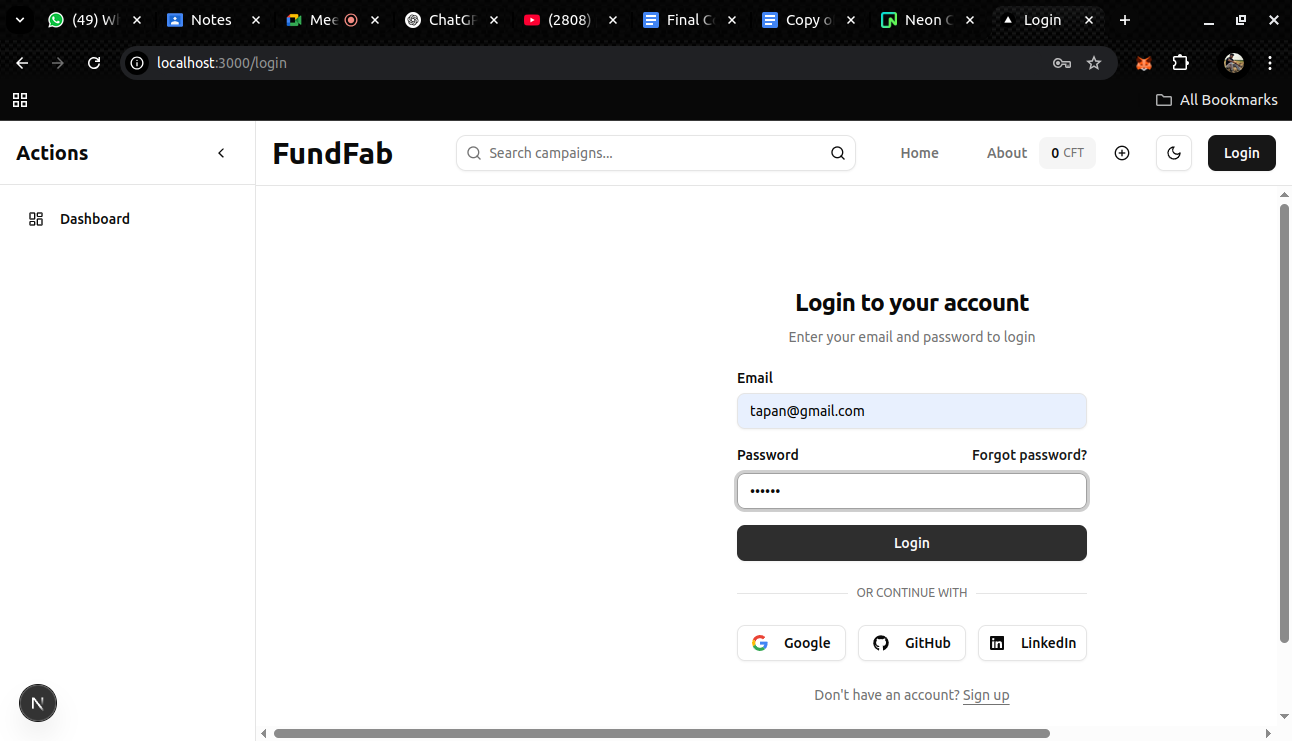 (49) Wh
Notes
Mee
ChatGP
(2808)
Final C
Copy o
Neon C
Login
localhost:3000/login
All Bookmarks
Actions
FundFab
Search campaigns...
Home
About
0 CFT
Login
Dashboard
Login to your account
Enter your email and password to login
Email
tapan@gmail.com
Password
Forgot password?
Login
OR CONTINUE WITH
Google
GitHub
LinkedIn
Don't have an account? Sign up
N